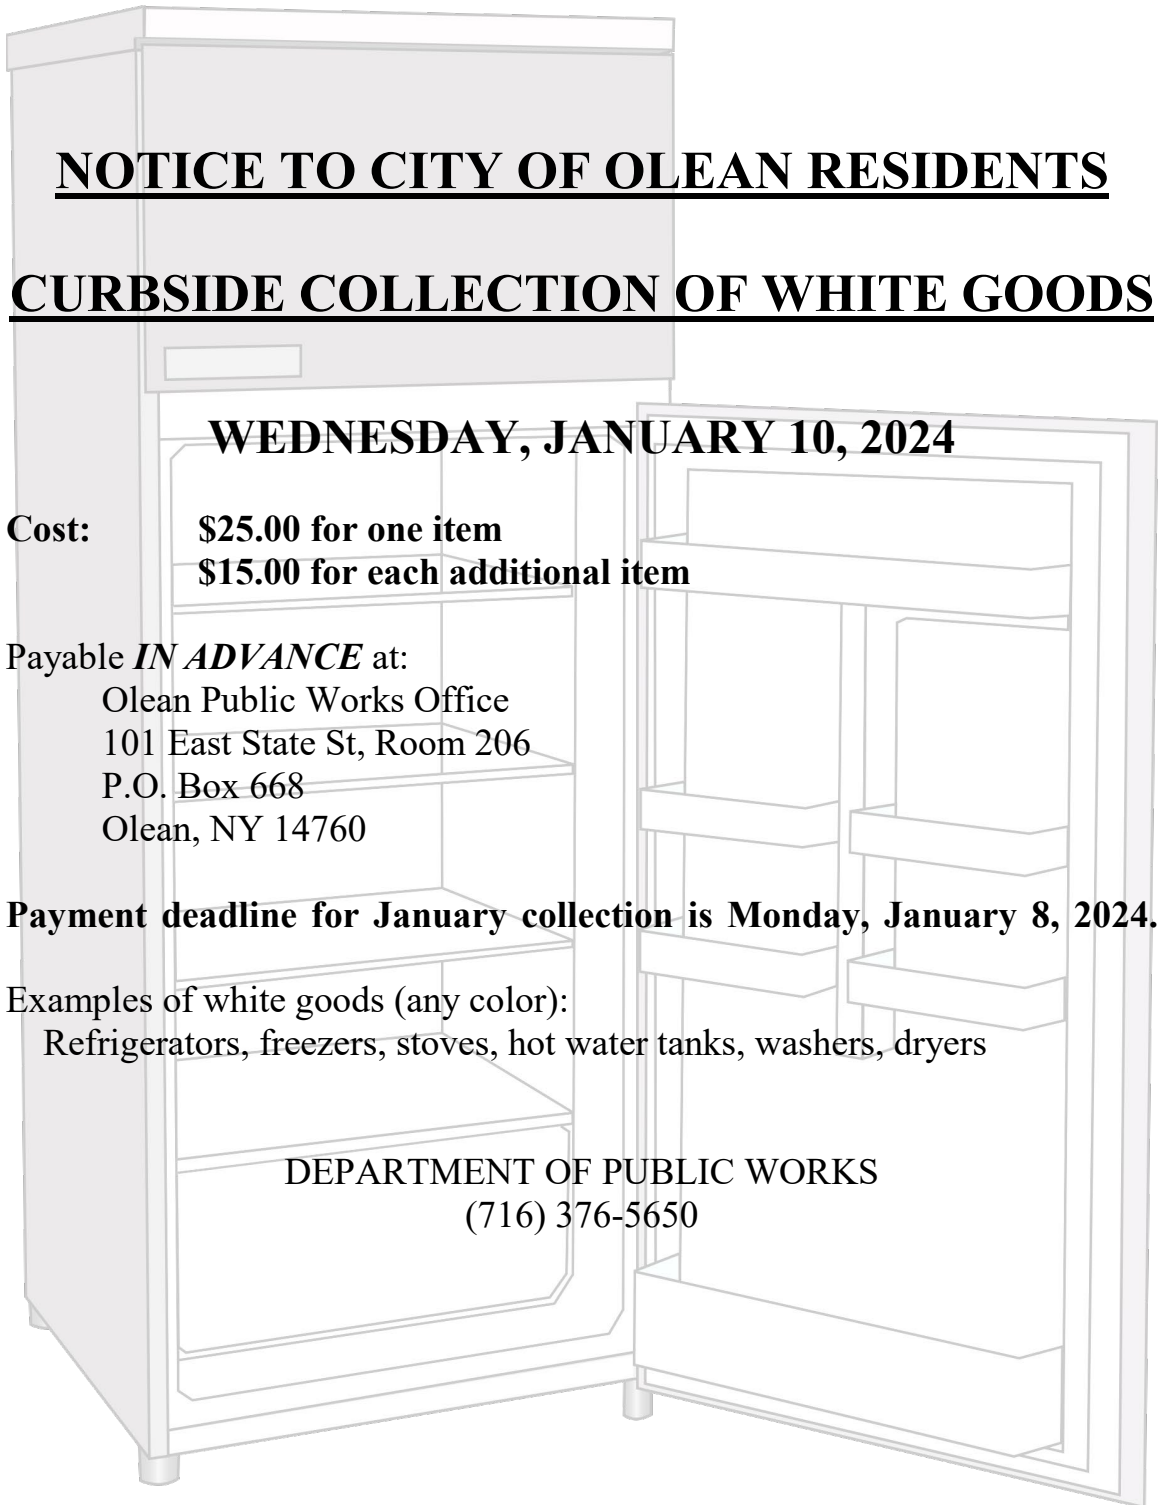 NOTICE TO CITY OF OLEAN RESIDENTS
CURBSIDE COLLECTION OF WHITE GOODS
WEDNESDAY, JANUARY 10, 2024
Cost: $25.00 for one item
$15.00 for each additional item
Payable IN ADVANCE at:
Olean Public Works Office
101 East State St, Room 206
P.O. Box 668
Olean, NY 14760
Payment deadline for January collection is Monday, January 8, 2024.
Examples of white goods (any color):
Refrigerators, freezers, stoves, hot water tanks, washers, dryers
DEPARTMENT OF PUBLIC WORKS
(716) 376-5650